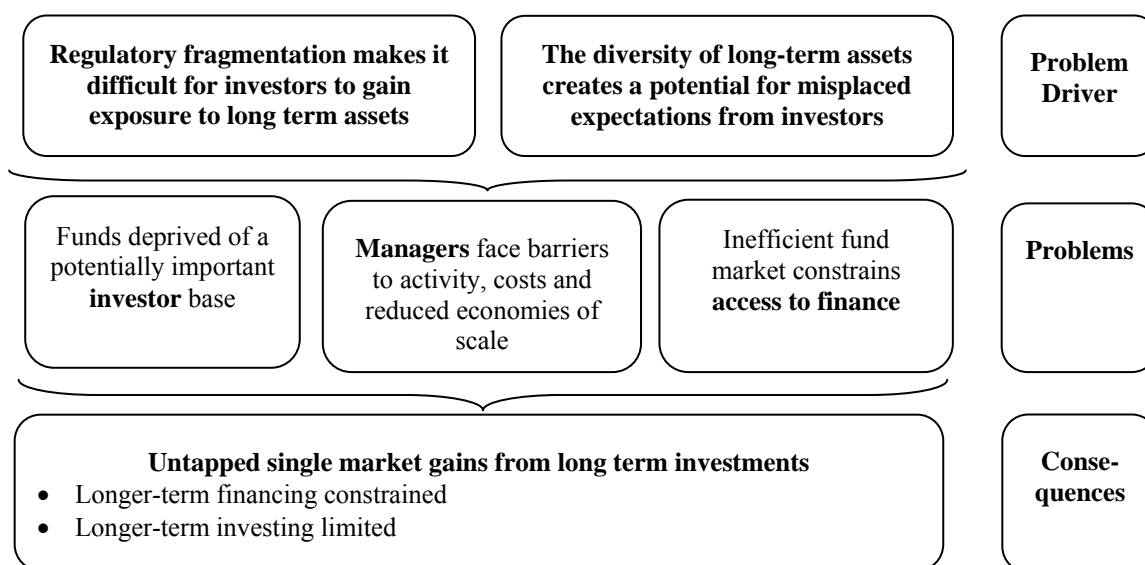 Regulatory fragmentation makes it
difficult for investors to gain
exposure to long term assets
The diversity of long-term assets
creates a potential for misplaced
expectations from investors
Problem
Driver
Funds deprived of a
potentially important
investor base
Managers face barriers
to activity, costs and
reduced economies of
scale
Inefficient fund
market constrains
access to finance
Problems
Untapped single market gains from long term investments
• Longer-term financing constrained
• Longer-term investing limited
Conse-
quences